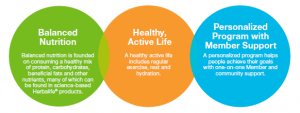 Balanced
Nutrition
Balanced nutrition is founded
on consuming a healthy mix
of protein, carbohydrates,
beneficial fats and other
nutrients, many of which can
be found in science-based
Herbalife® products.
Healthy,
Active Life
A healthy active life
includes regular
exercise, rest and
hydration.
Personalized
Program with
Member Support
A personalized program helps
people achieve their goals
with one-on-one Member
and community support.